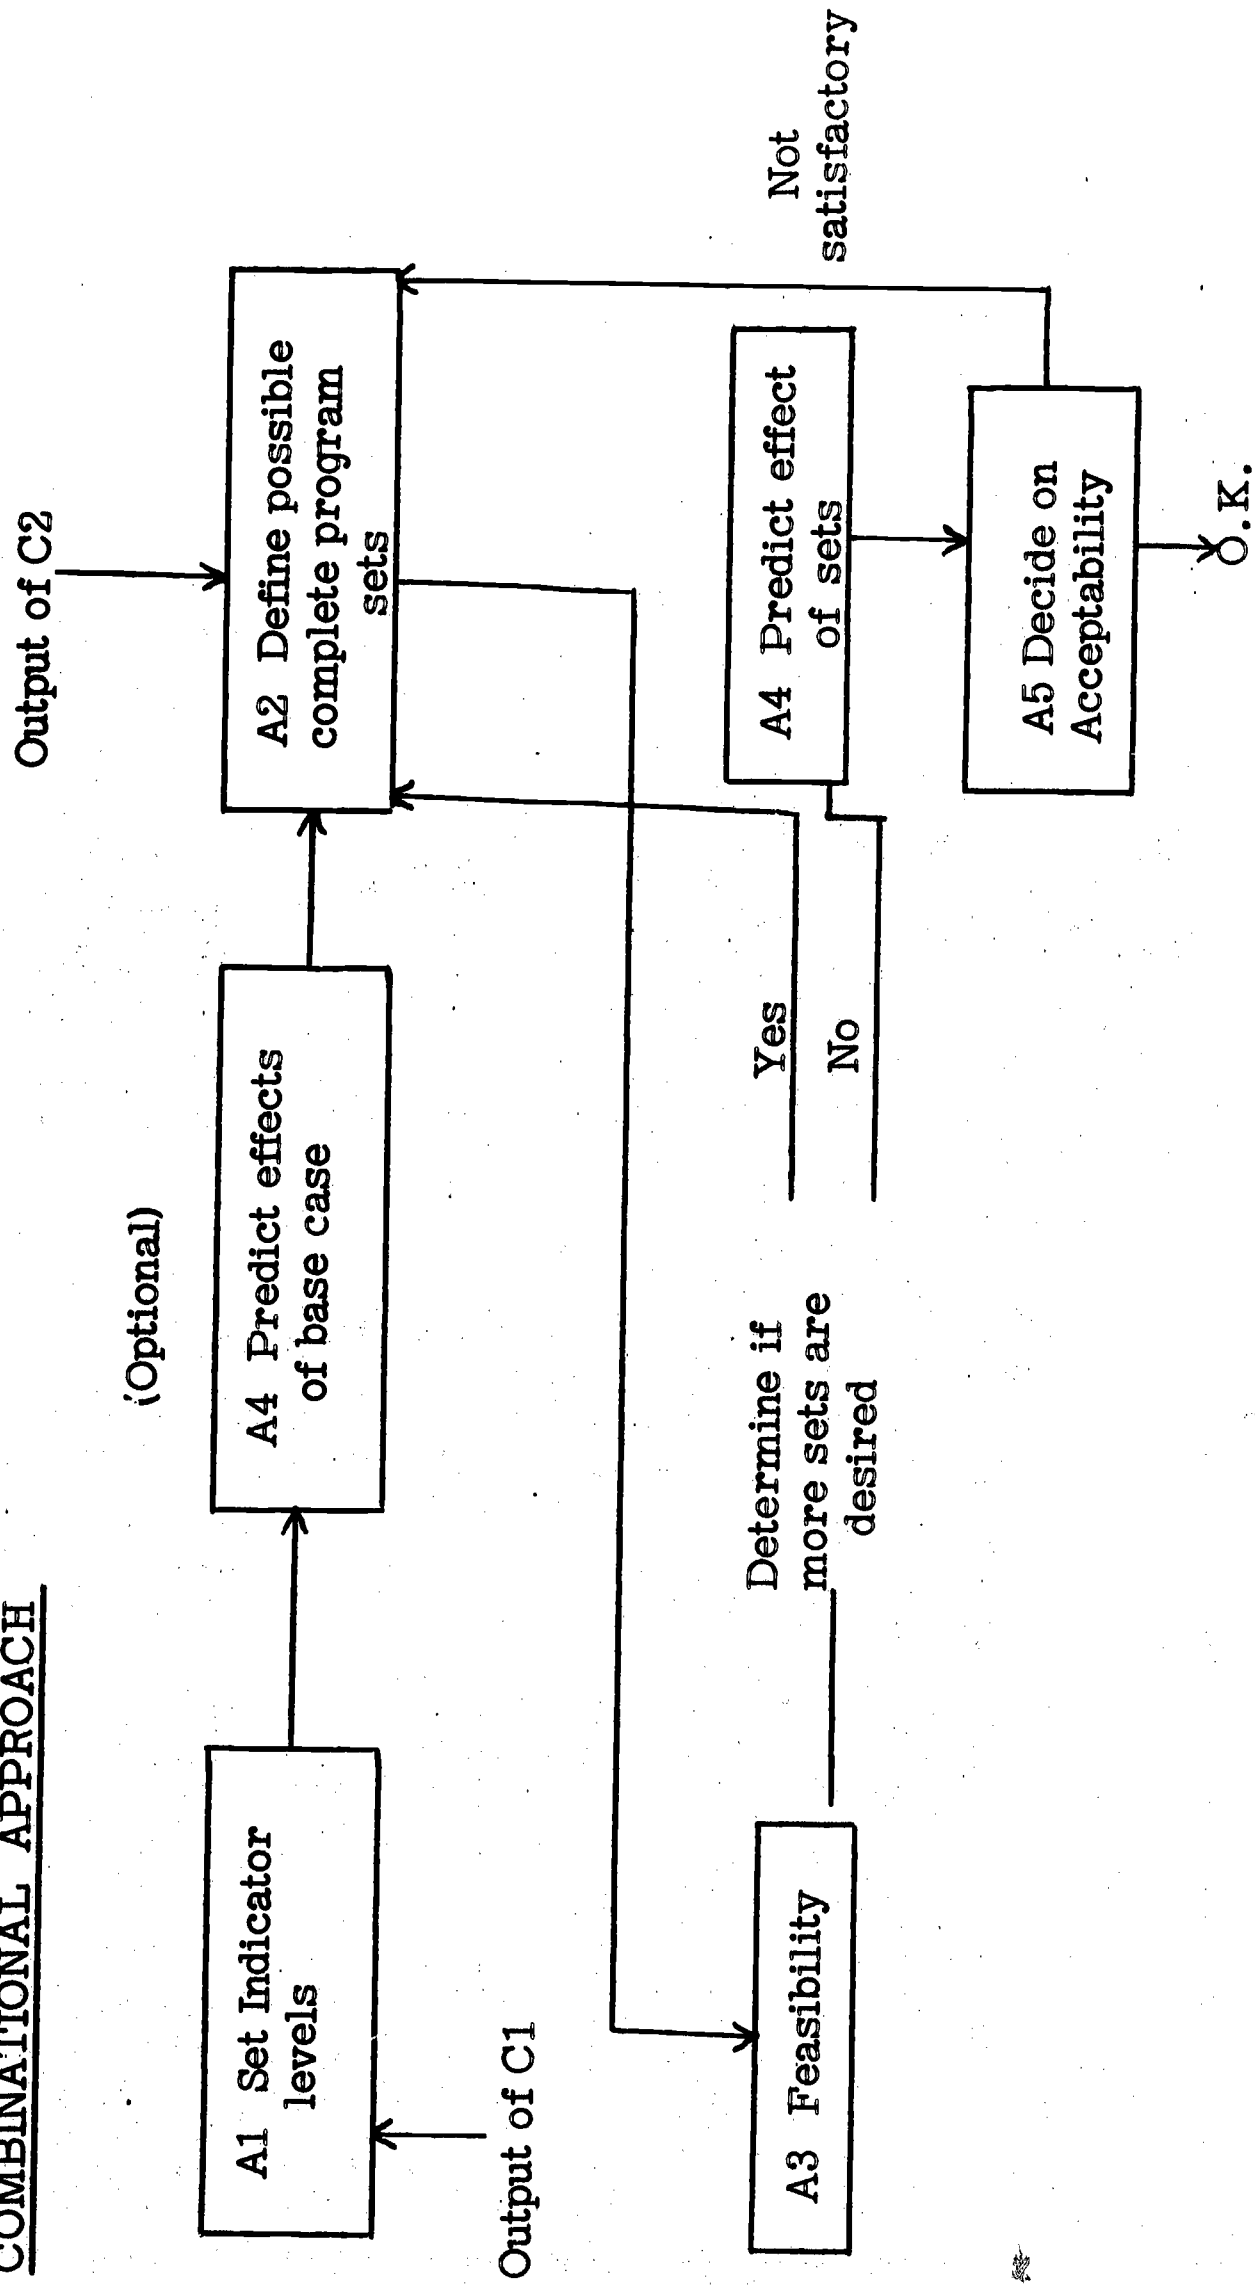 COMBINATIONAL APPROACH
Output of C2
(Optional)
A1 Set Indicator
levels
A4 Predict effects
of base case
A2 Define possible
complete program
sets
Output of C1
Not
satisfactory
A3 Feasibility
Determine if
more sets are
desired
Yes
No
A4 Predict effect
of sets
A5 Decide on
Acceptability
O.K.